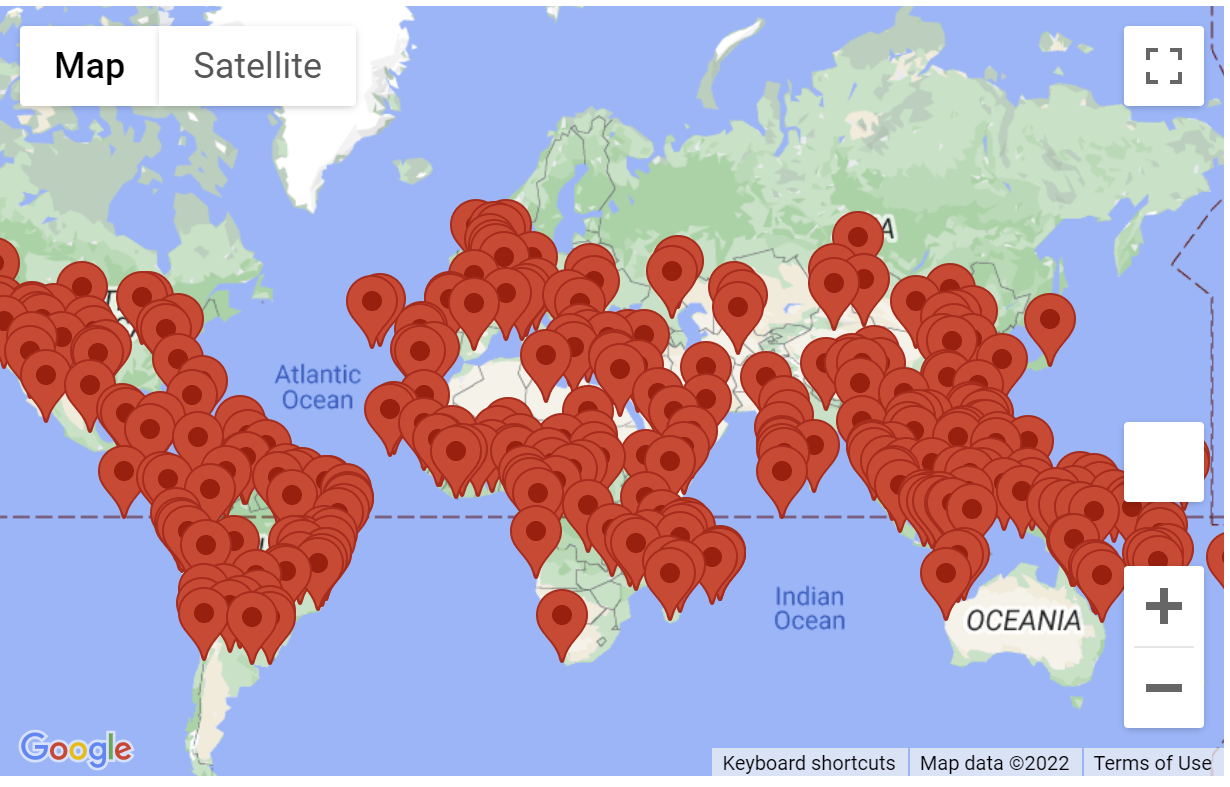 Map
Satellite
A
Atlantic
Ocean
Indian
Ocean
OCEANIA
Google
Keyboard shortcuts
Map data ©2022
Terms of Use